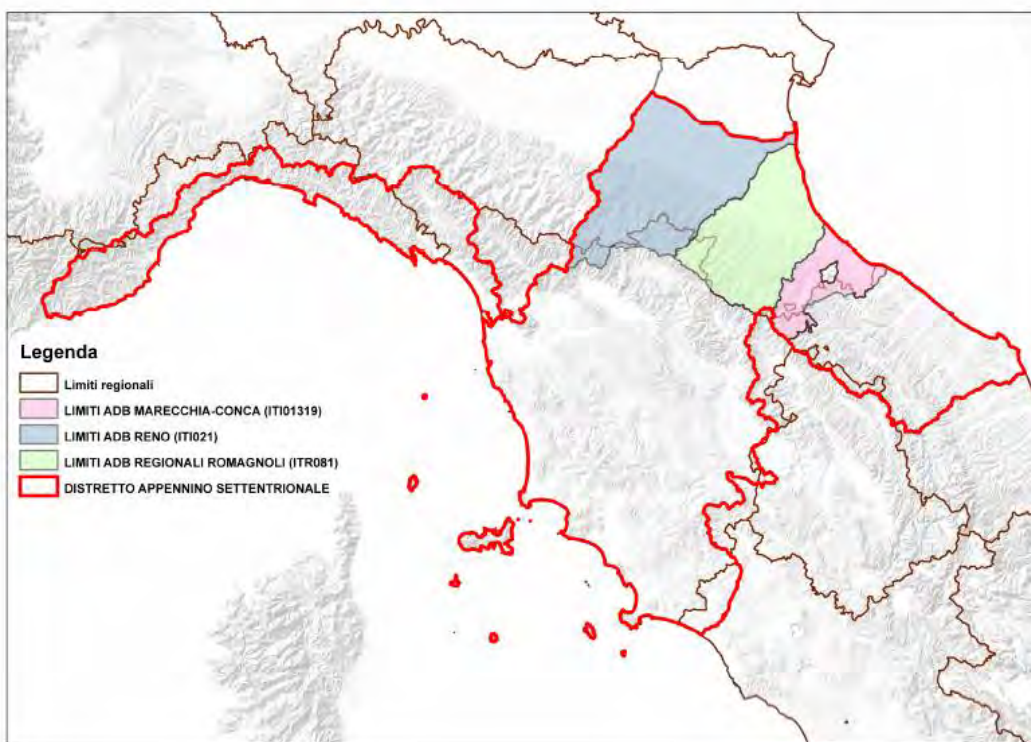 Legenda
Limiti regionali
LIMITI ADB MARECCHIA-CONCA (ITI01319)
LIMITI ADB RENO (ITI021)
LIMITI ADB REGIONALI ROMAGNOLI (ITR081)
DISTRETTO APPENNINO SETTENTRIONALE